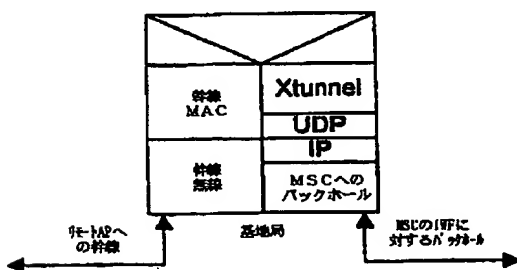 幹線
MAC
Xtunnel
UDP
IP
幹線
無線
MSCへの
バックホール
リモートAPへ
の幹線
基地局
MSCのIWFに
対するバックホール